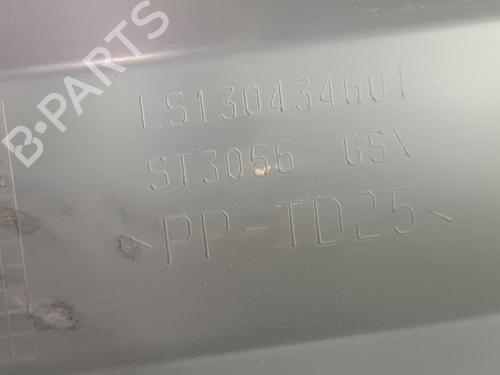 B-PARTS
LS130434601
ST3056 GSX
>PP-TD25<